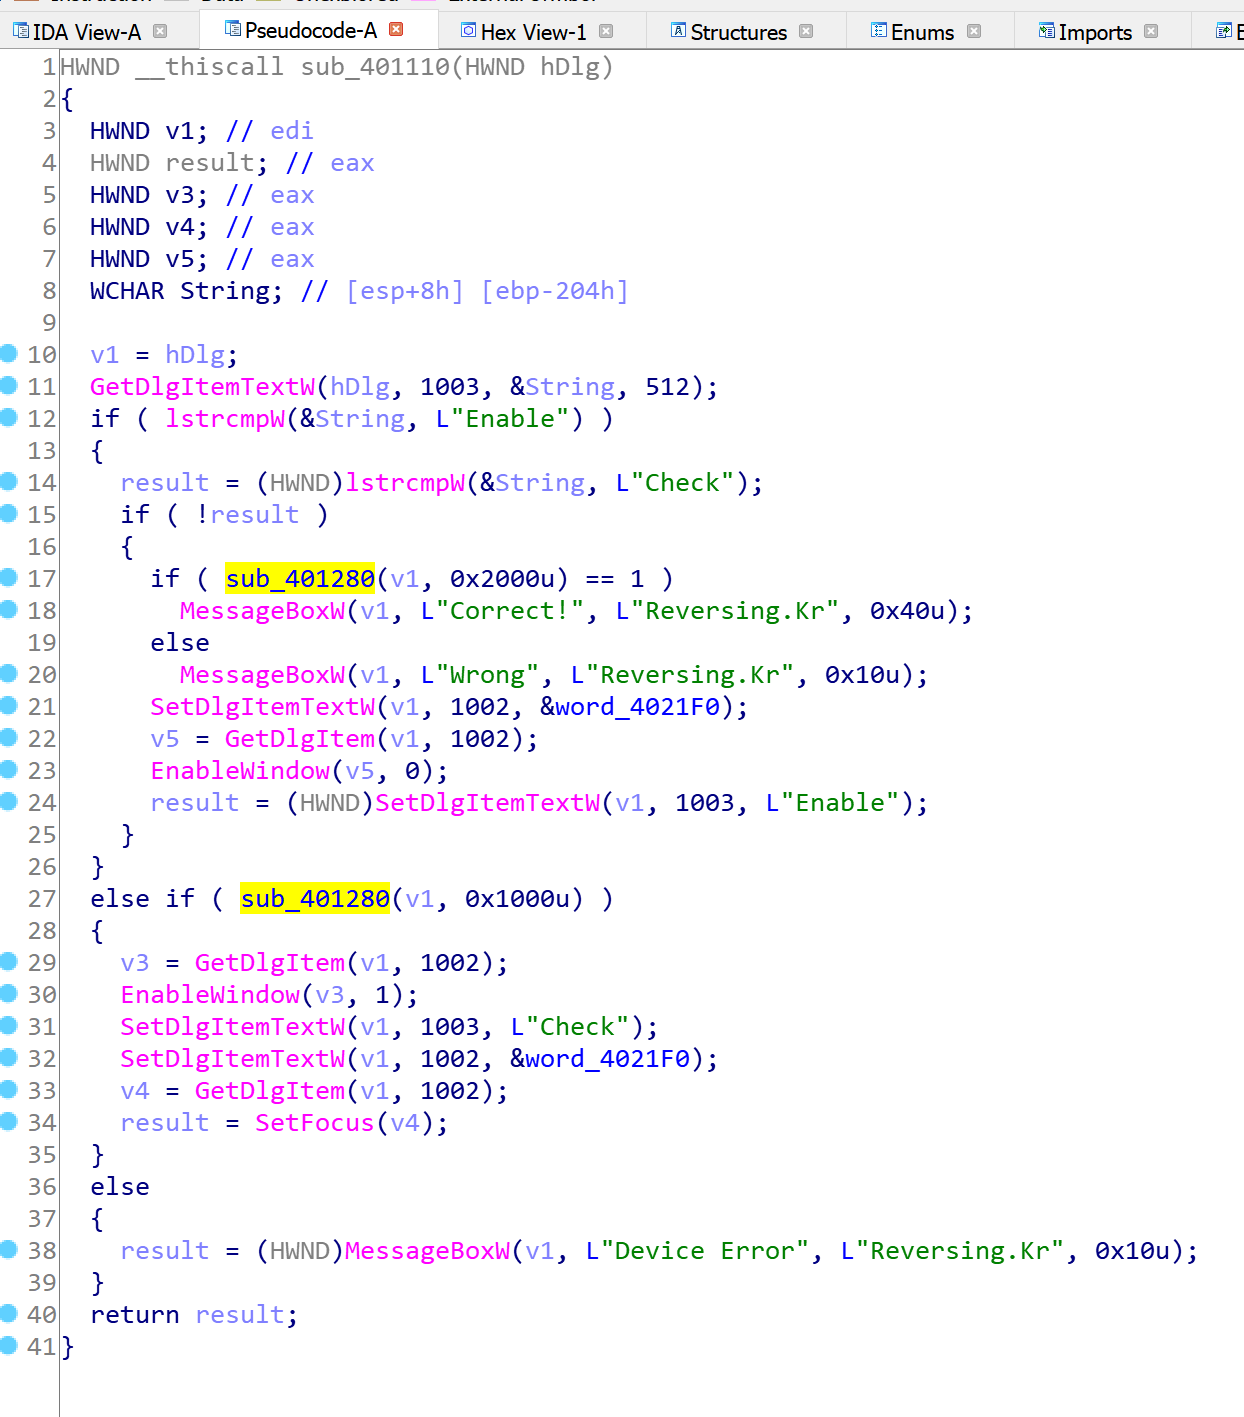 IDA View-A Pseudocode-A Hex View-1 Structures Enums Imports
1 HWND __thiscall sub_401110(HWND hDlg)
2 {
3 HWND v1; // edi
4 HWND result; // eax
5 HWND v3; // eax
6 HWND v4; // eax
7 HWND v5; // eax
8 WCHAR String; // [esp+8h] [ebp-204h]
9
10 v1 = hDlg;
11 GetDlgItemTextW(hDlg, 1003, &String, 512);
12 if ( lstrcmpW(&String, L"Enable") )
13 {
14 result = (HWND)lstrcmpW(&String, L"Check");
15 if ( !result )
16 {
17 if ( sub_401280(v1, 0x2000u) == 1 )
18 MessageBoxW(v1, L"Correct!", L"Reversing.Kr", 0x40u);
19 else
20 MessageBoxW(v1, L"Wrong", L"Reversing.Kr", 0x10u);
21 SetDlgItemTextW(v1, 1002, &word_4021F0);
22 v5 = GetDlgItem(v1, 1002);
23 EnableWindow(v5, 0);
24 result = (HWND)SetDlgItemTextW(v1, 1003, L"Enable");
25 }
26 }
27 else if ( sub_401280(v1, 0x1000u) )
28 {
29 v3 = GetDlgItem(v1, 1002);
30 EnableWindow(v3, 1);
31 SetDlgItemTextW(v1, 1003, L"Check");
32 SetDlgItemTextW(v1, 1002, &word_4021F0);
33 v4 = GetDlgItem(v1, 1002);
34 result = SetFocus(v4);
35 }
36 else
37 {
38 result = (HWND)MessageBoxW(v1, L"Device Error", L"Reversing.Kr", 0x10u);
39 }
40 return result;
41 }